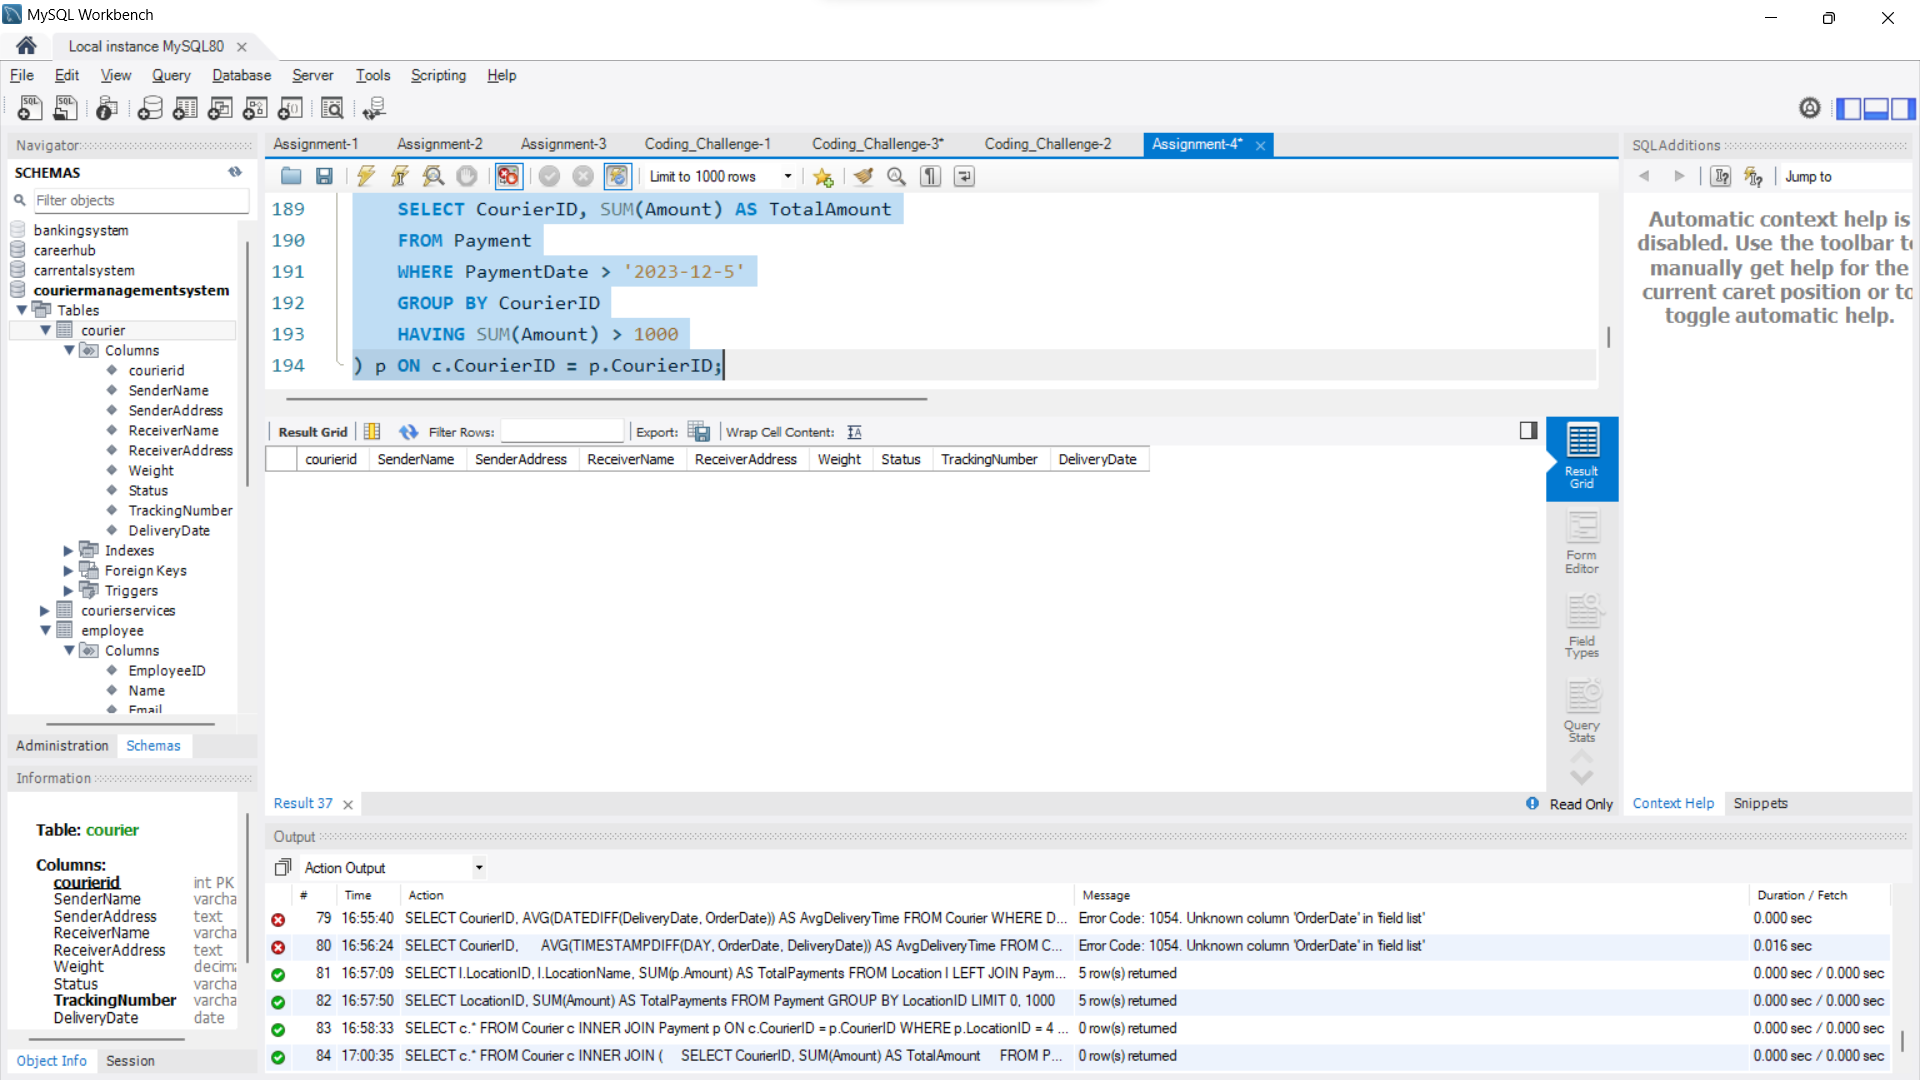 MySQL Workbench
Local instance MySQL80
File Edit View Query Database Server Tools Scripting Help
Navigator
SCHEMAS
Filter objects
bankingsystem
careerhub
carrentalsystem
couriermanagementsystem
Tables
courier
Columns
courierid
SenderName
SenderAddress
ReceiverName
ReceiverAddress
Weight
Status
TrackingNumber
DeliveryDate
Indexes
Foreign Keys
Triggers
courierservices
employee
Columns
EmployeeID
Name
Email
Administration Schemas
Information
Table: courier
Columns:
courierid int PK
SenderName varcha
SenderAddress text
ReceiverName varcha
ReceiverAddress text
Weight decim
Status varcha
TrackingNumber varcha
DeliveryDate date
Object Info Session
Assignment-1 Assignment-2 Assignment-3 Coding_Challenge-1 Coding_Challenge-3* Coding_Challenge-2 Assignment-4*
Limit to 1000 rows
189 SELECT CourierID, SUM(Amount) AS TotalAmount
190 FROM Payment
191 WHERE PaymentDate > '2023-12-5'
192 GROUP BY CourierID
193 HAVING SUM(Amount) > 1000
194 ) p ON c.CourierID = p.CourierID;
Result Grid Filter Rows: Export: Wrap Cell Content:
courierid SenderName SenderAddress ReceiverName ReceiverAddress Weight Status TrackingNumber DeliveryDate
Result
Grid
Form
Editor
Field
Types
Query
Stats
Result 37
Read Only
SQLAdditions
Jump to
Automatic context help is
disabled. Use the toolbar to
manually get help for the
current caret position or to
toggle automatic help.
Context Help Snippets
Output
Action Output
# Time Action Message Duration / Fetch
79 16:55:40 SELECT CourierID, AVG(DATEDIFF(DeliveryDate, OrderDate)) AS AvgDeliveryTime FROM Courier WHERE D... Error Code: 1054. Unknown column 'OrderDate' in 'field list' 0.000 sec
80 16:56:24 SELECT CourierID, AVG(TIMESTAMPDIFF(DAY, OrderDate, DeliveryDate)) AS AvgDeliveryTime FROM C... Error Code: 1054. Unknown column 'OrderDate' in 'field list' 0.016 sec
81 16:57:09 SELECT l.LocationID, l.LocationName, SUM(p.Amount) AS TotalPayments FROM Location l LEFT JOIN Paym... 5 row(s) returned 0.000 sec / 0.000 sec
82 16:57:50 SELECT LocationID, SUM(Amount) AS TotalPayments FROM Payment GROUP BY LocationID LIMIT 0, 1000 5 row(s) returned 0.000 sec / 0.000 sec
83 16:58:33 SELECT c.* FROM Courier c INNER JOIN Payment p ON c.CourierID = p.CourierID WHERE p.LocationID = 4 ... 0 row(s) returned 0.000 sec / 0.000 sec
84 17:00:35 SELECT c.* FROM Courier c INNER JOIN ( SELECT CourierID, SUM(Amount) AS TotalAmount FROM P... 0 row(s) returned 0.000 sec / 0.000 sec